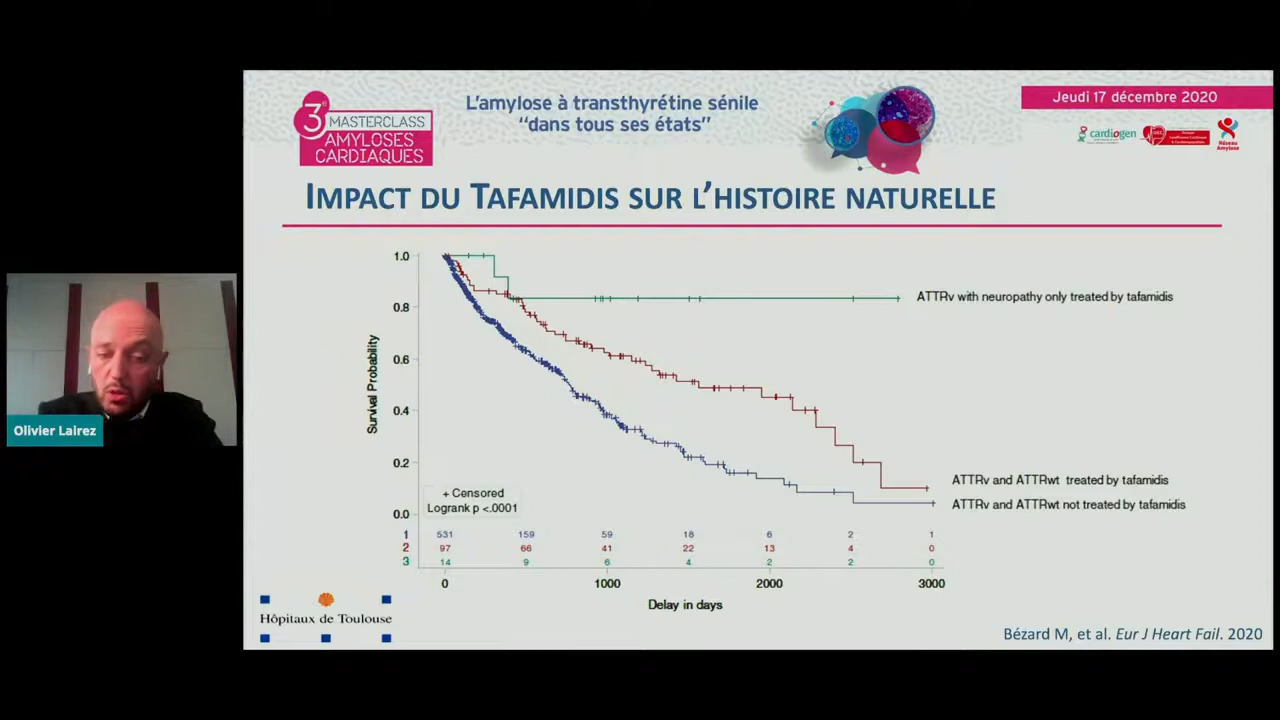 3e
MASTERCLASS
AMYLOSES
CARDIAQUES
L'amylose à transthyrétine sénile
"dans tous ses états"
Jeudi 17 décembre 2020
cardiogen
Réseau
Amylose
IMPACT DU TAFAMIDIS SUR L'HISTOIRE NATURELLE
Survival Probability
1.0
0.8
0.6
0.4
0.2
0.0
ATTRv with neuropathy only treated by tafamidis
ATTRv and ATTRwt treated by tafamidis
ATTRv and ATTRwt not treated by tafamidis
+ Censored
Logrank p <.0001
1 531 159 59 18 6 2 1
2 97 66 41 22 13 4 0
3 14 9 6 4 2 2 0
0 1000 2000 3000
Delay in days
Hôpitaux de Toulouse
Bézard M, et al. Eur J Heart Fail. 2020
Olivier Lairez